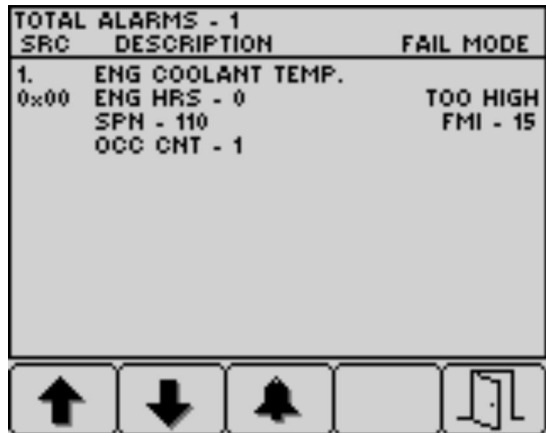 TOTAL ALARMS - 1
SRC DESCRIPTION FAIL MODE
1. ENG COOLANT TEMP.
0x00 ENG HRS - 0 TOO HIGH
SPN - 110 FMI - 15
OCC CNT - 1